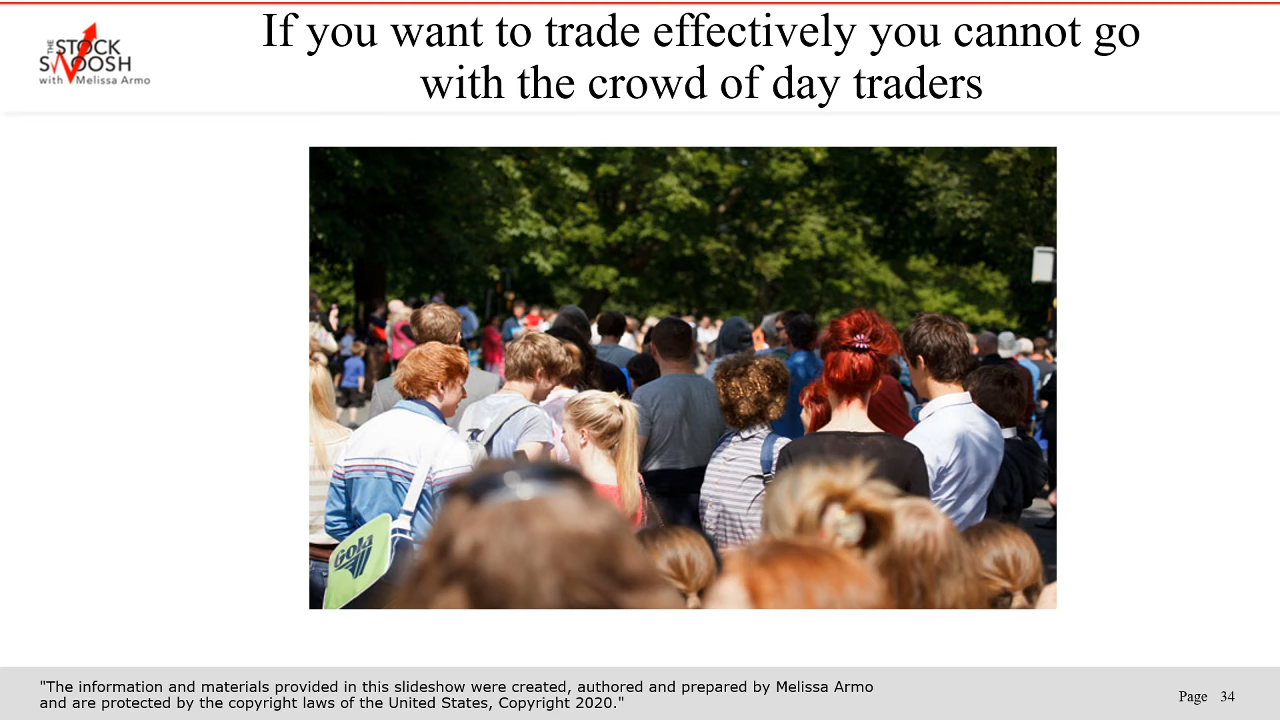 THE STOCK
SWOOSH
with Melissa Armo
If you want to trade effectively you cannot go
with the crowd of day traders
Gola
"The information and materials provided in this slideshow were created, authored and prepared by Melissa Armo
and are protected by the copyright laws of the United States, Copyright 2020."
Page 34